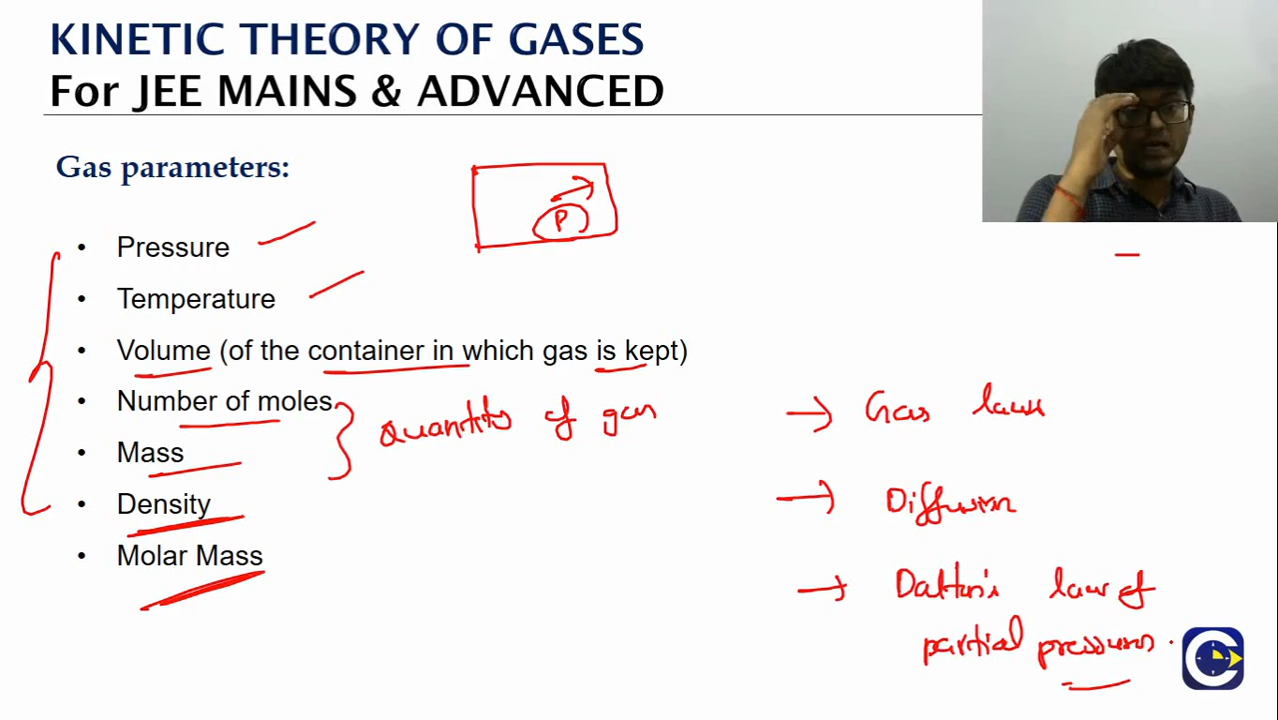 KINETIC THEORY OF GASES
For JEE MAINS & ADVANCED
Gas parameters:
P
• Pressure
• Temperature
• Volume (of the container in which gas is kept)
• Number of moles
• Mass
quantity of gas
• Density
• Molar Mass
→ Gas laws
→ Diffusion
→ Dalton's law of
partial pressures